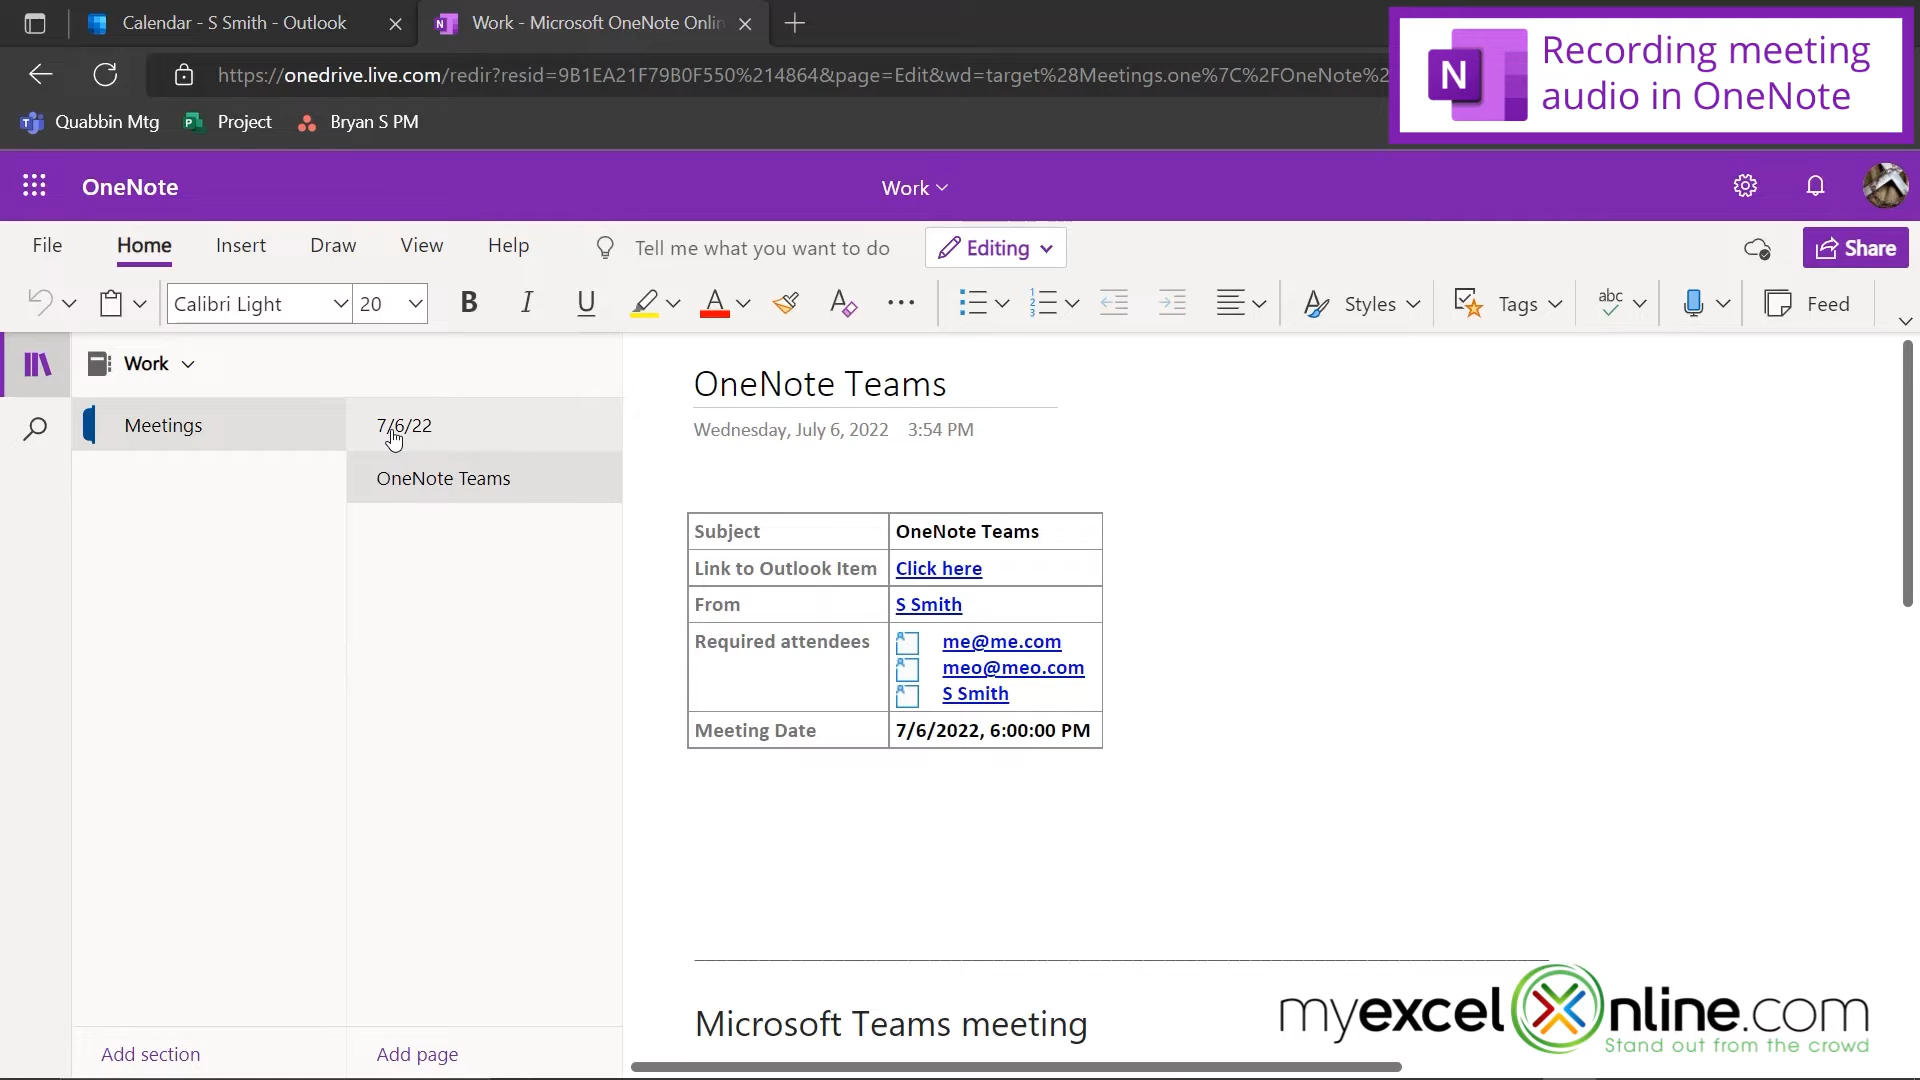 Calendar - S Smith - Outlook
Work - Microsoft OneNote Onlin
Recording meeting
audio in OneNote
https://onedrive.live.com/redir?resid=9B1EA21F79B0F550%214864&page=Edit&wd=target%28Meetings.one%7C%2FOneNote%2
Quabbin Mtg
Project
Bryan S PM
OneNote
Work
File
Home
Insert
Draw
View
Help
Tell me what you want to do
Editing
Share
Calibri Light
20
B
I
U
A
A
Styles
Tags
abc
Feed
Work
Meetings
7/6/22
OneNote Teams
Add section
Add page
OneNote Teams
Wednesday, July 6, 2022 3:54 PM
Subject OneNote Teams
Link to Outlook Item Click here
From S Smith
Required attendees me@me.com
meo@meo.com
S Smith
Meeting Date 7/6/2022, 6:00:00 PM
Microsoft Teams meeting
myexcelonline.com
Stand out from the crowd